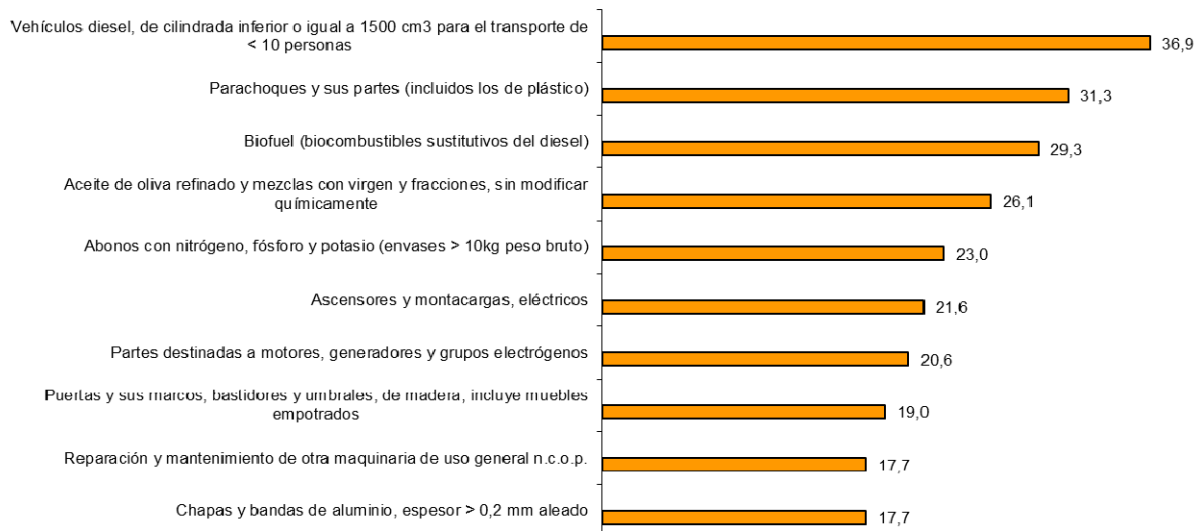 Vehículos diesel, de cilindrada inferior o igual a 1500 cm3 para el transporte de
< 10 personas
36,9
Parachoques y sus partes (incluidos los de plástico)
31,3
Biofuel (biocombustibles sustitutivos del diesel)
29,3
Aceite de oliva refinado y mezclas con virgen y fracciones, sin modificar
químicamente
26,1
Abonos con nitrógeno, fósforo y potasio (envases > 10kg peso bruto)
23,0
Ascensores y montacargas, eléctricos
21,6
Partes destinadas a motores, generadores y grupos electrógenos
20,6
Puertas y sus marcos, bastidores y umbrales, de madera, incluye muebles
empotrados
19,0
Reparación y mantenimiento de otra maquinaria de uso general n.c.o.p.
17,7
Chapas y bandas de aluminio, espesor > 0,2 mm aleado
17,7